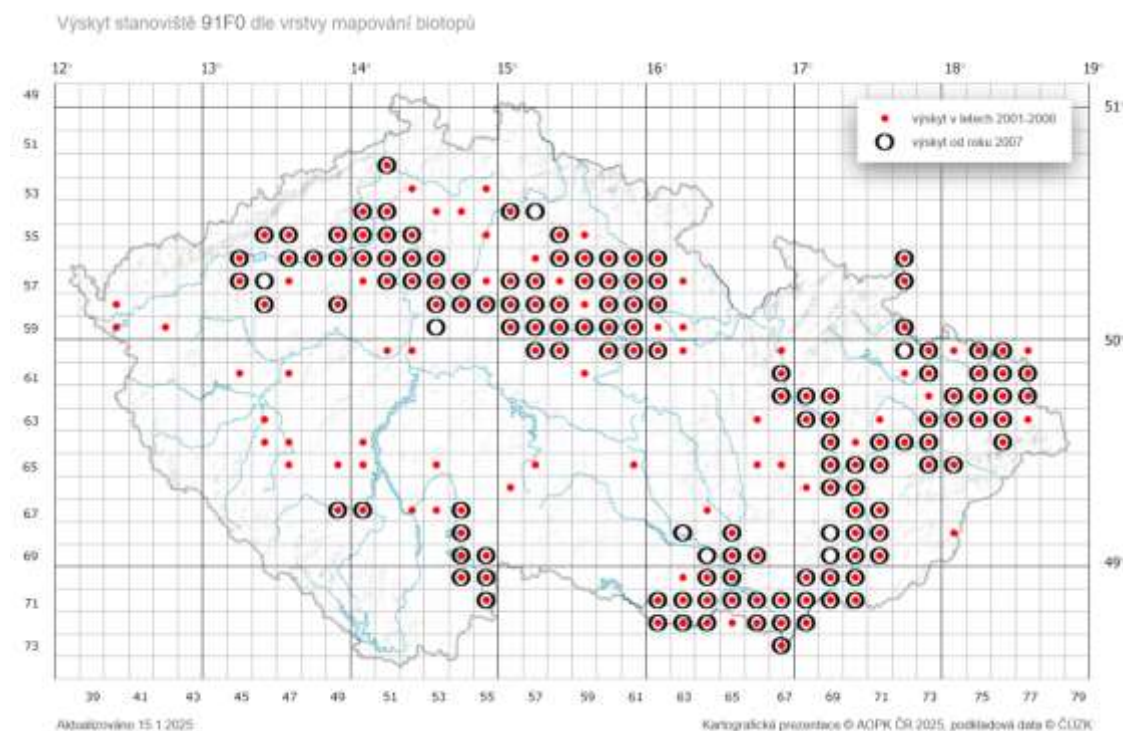 Výskyt stanoviště 91F0 dle vrstvy mapování biotopů
12° 13° 14° 15° 16° 17° 18° 19°
49 51°
výskyt v letech 2001-2006
51
výskyt od roku 2007
53
55
57
59 50°
61
63
65
67
69 49°
71
73
39 41 43 45 47 49 51 53 55 57 59 61 63 65 67 69 71 73 75 77 79
Aktualizováno 15.1.2025 Kartografická prezentace © AOPK ČR 2025, podkladová data © ČÚZK